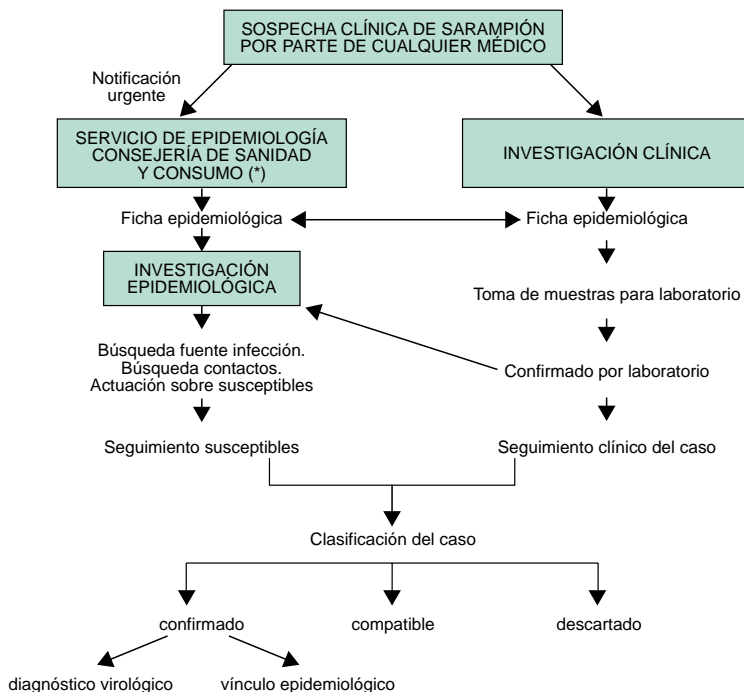 SOSPECHA CLÍNICA DE SARAMPIÓN
POR PARTE DE CUALQUIER MÉDICO
Notificación
urgente
SERVICIO DE EPIDEMIOLOGÍA
CONSEJERÍA DE SANIDAD
Y CONSUMO (*)
INVESTIGACIÓN CLÍNICA
Ficha epidemiológica
Ficha epidemiológica
INVESTIGACIÓN
EPIDEMIOLÓGICA
Toma de muestras para laboratorio
Búsqueda fuente infección.
Búsqueda contactos.
Actuación sobre susceptibles
Confirmado por laboratorio
Seguimiento susceptibles
Seguimiento clínico del caso
Clasificación del caso
confirmado
compatible
descartado
diagnóstico virológico
vínculo epidemiológico